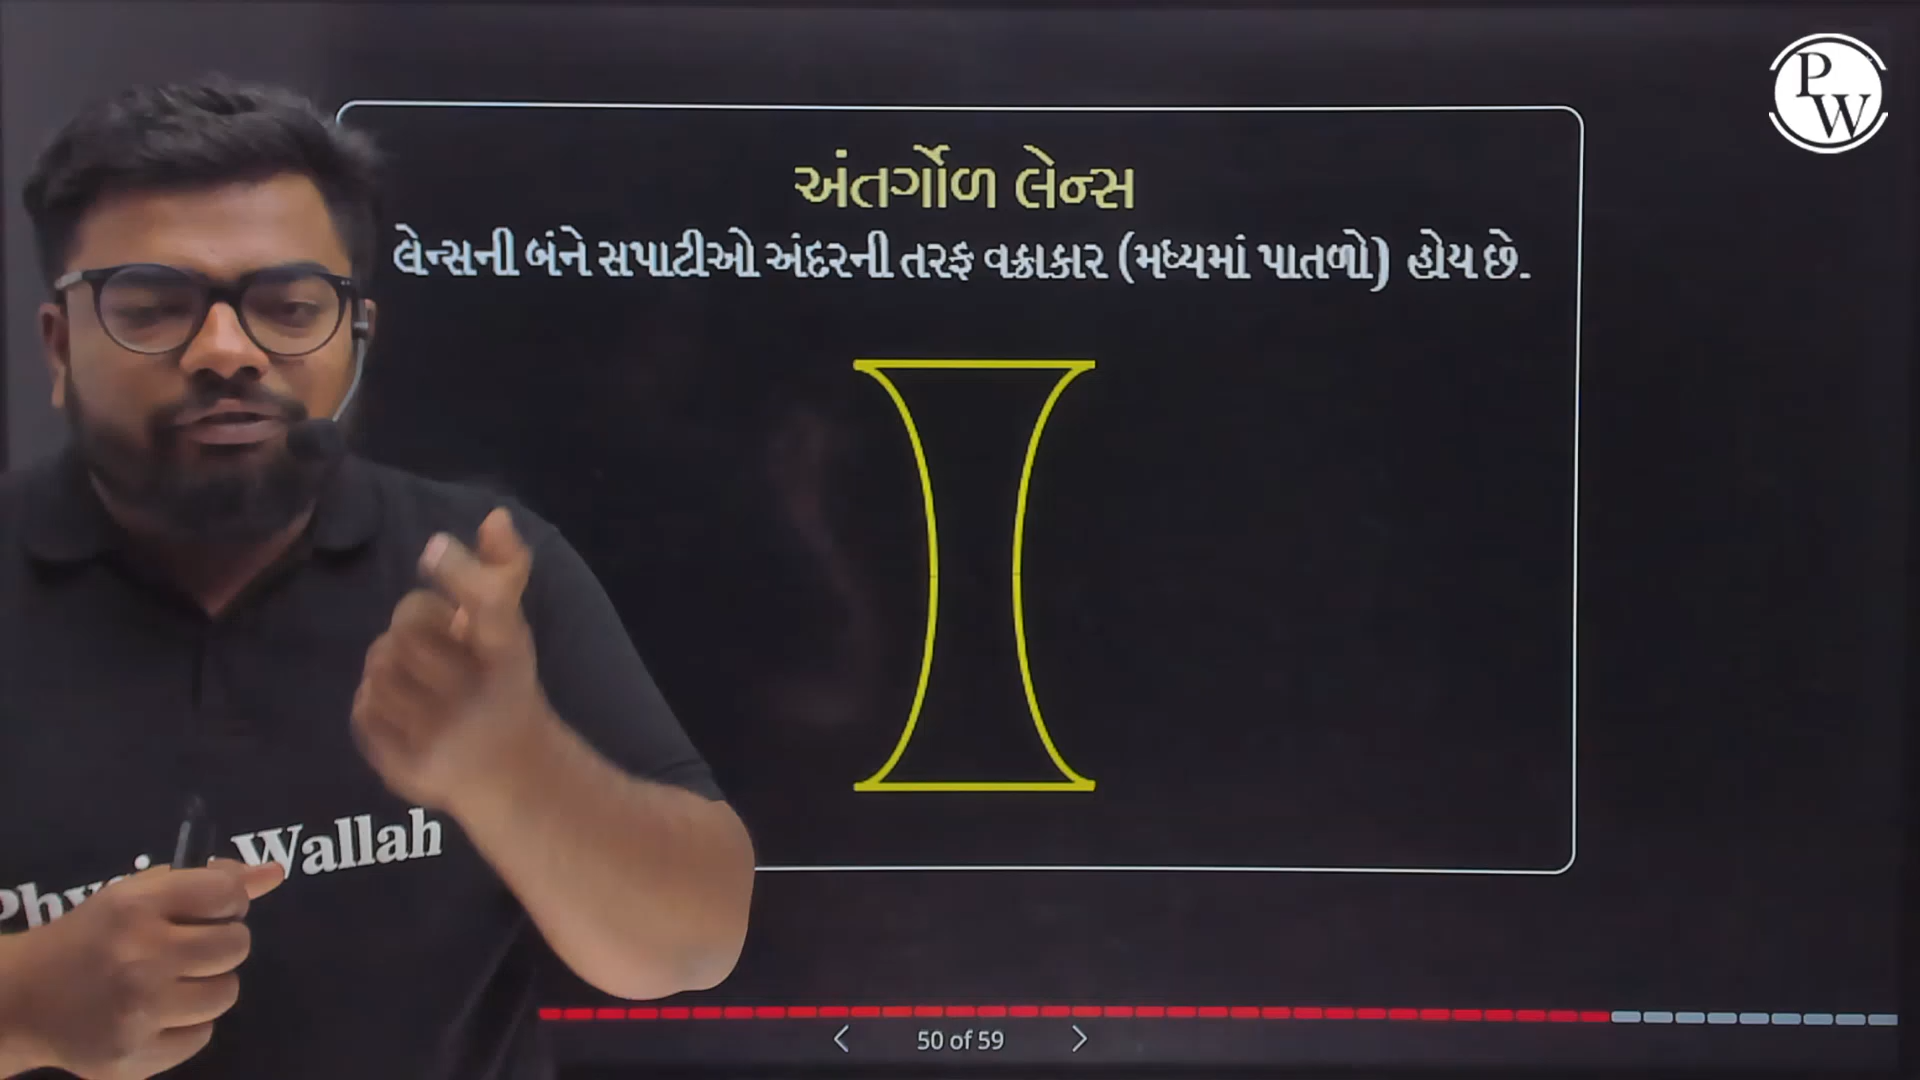 PW
અંતર્ગોળ લેન્સ
લેન્સની બંને સપાટીઓ અંદરની તરફ વક્રાકાર (મધ્યમાં પાતળો) હોય છે.
Wallah
50 of 59